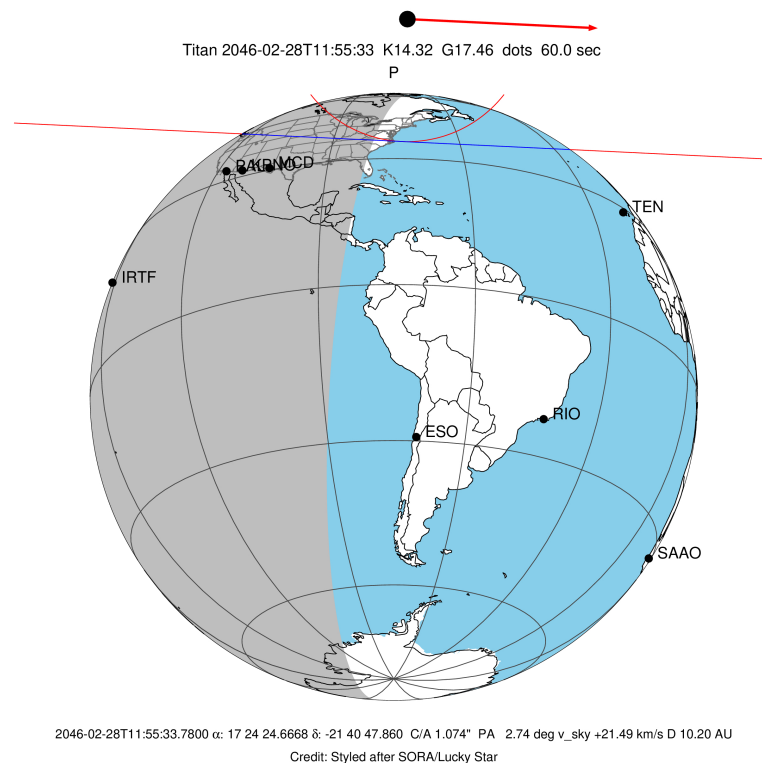 Titan 2046-02-28T11:55:33 K14.32 G17.46 dots 60.0 sec
P
MCD
TEN
IRTF
RIO
ESO
SAAO
2046-02-28T11:55:33.7800 α: 17 24 24.6668 δ: -21 40 47.860 C/A 1.074" PA 2.74 deg v_sky +21.49 km/s D 10.20 AU
Credit: Styled after SORA/Lucky Star